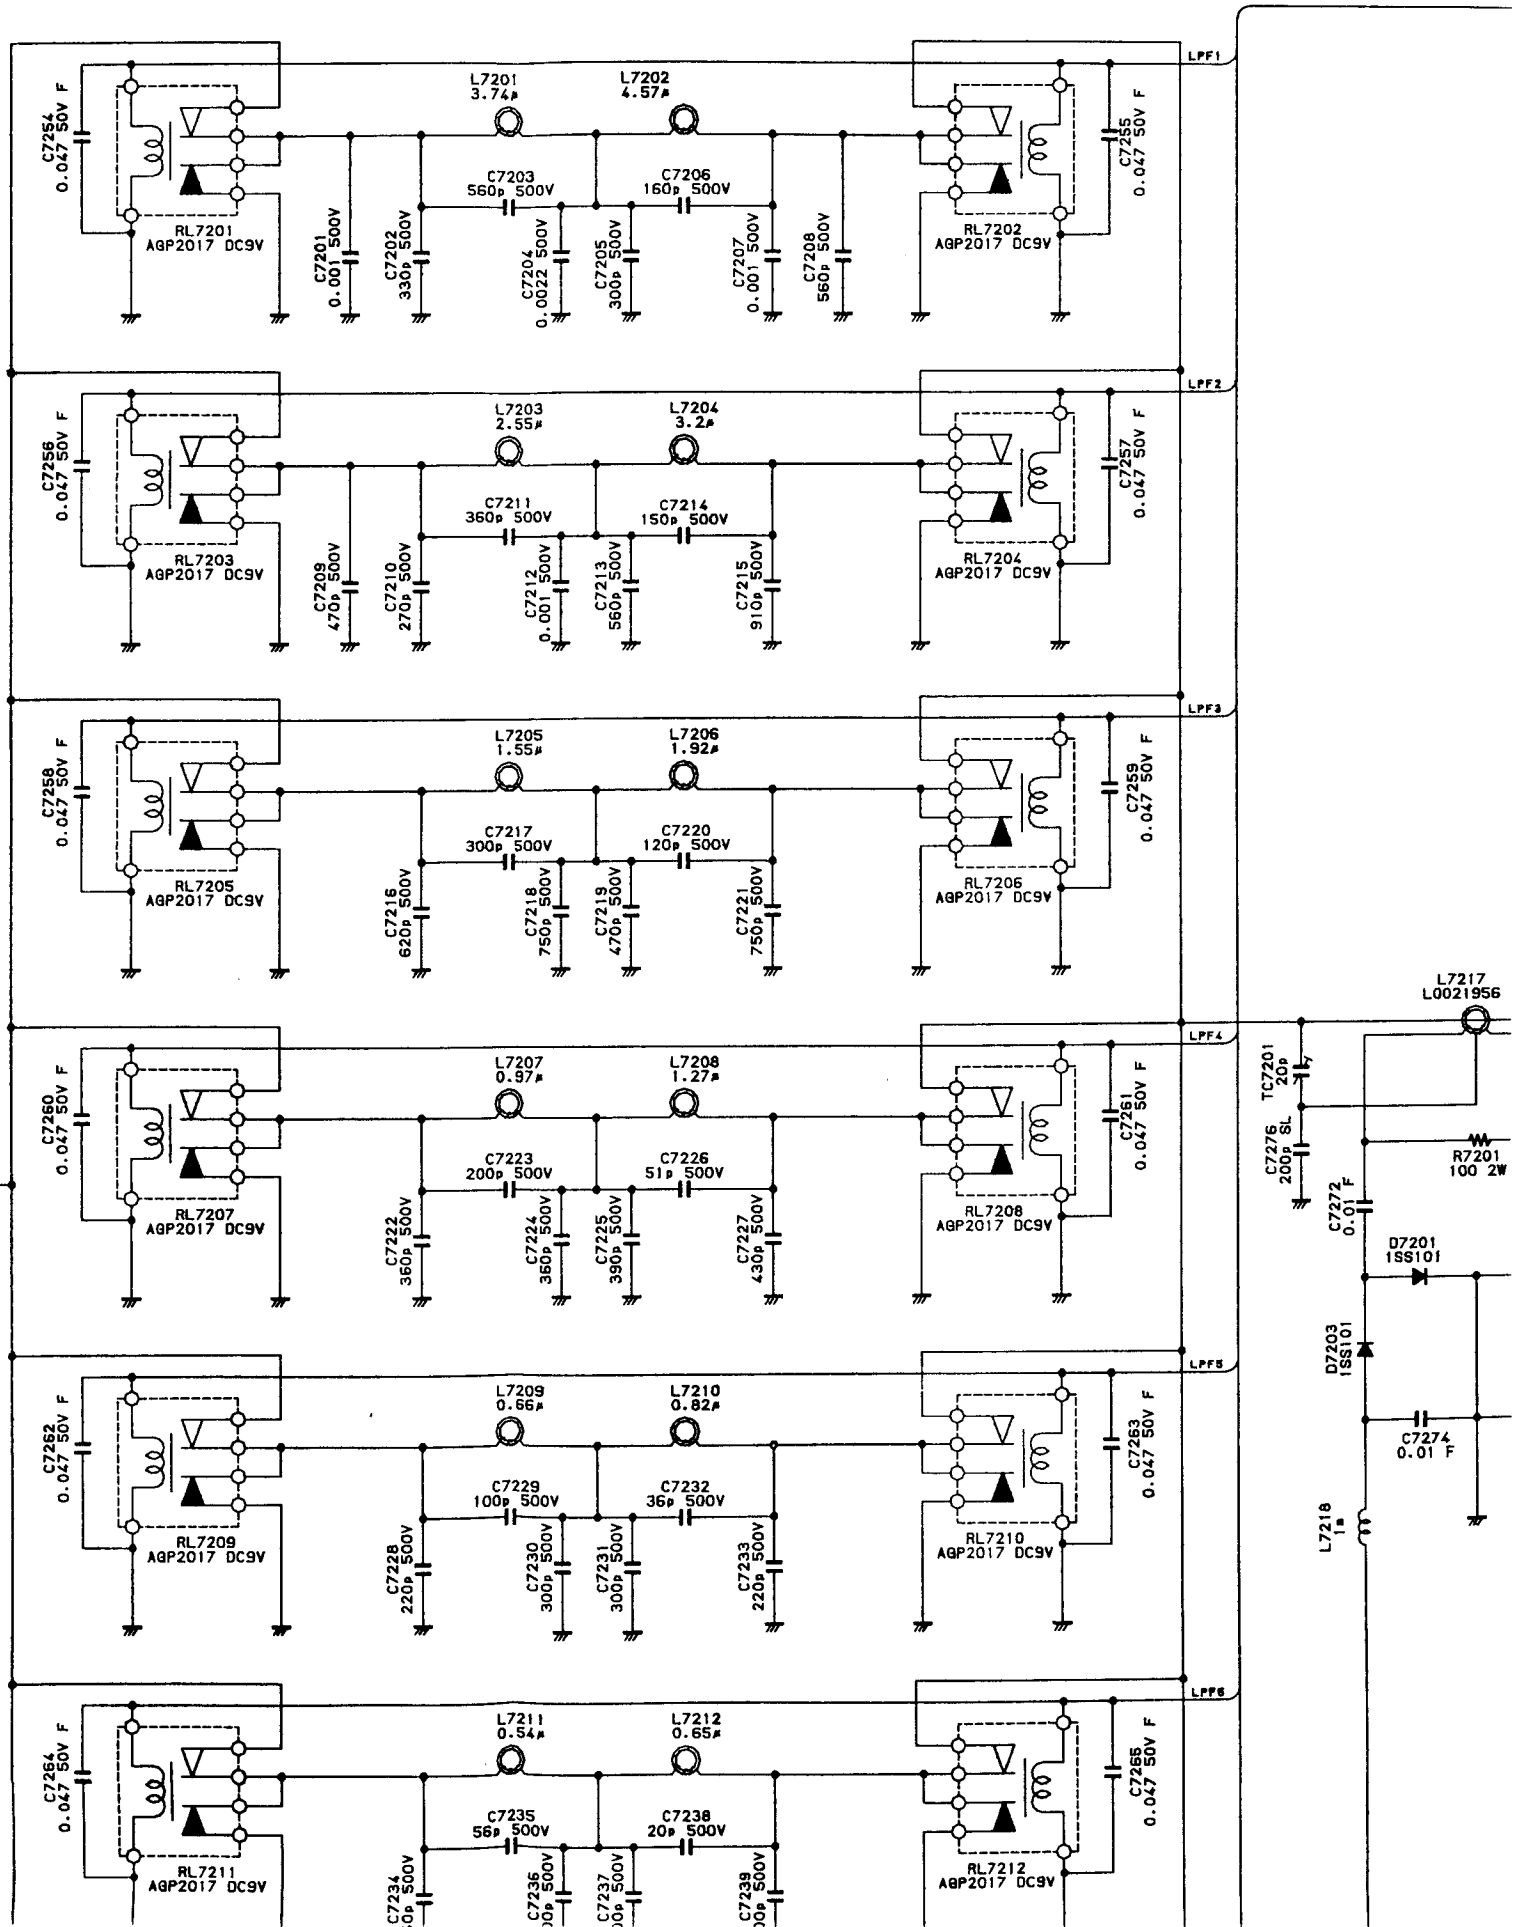 LPF1
C7254
0.047 50V F
L7201
3.74μ
L7202
4.57μ
C7255
0.047 50V F
C7203
560p 500V
C7206
160p 500V
RL7201
AGP2017 DC9V
C7201
0.001 500V
C7202
330p 500V
C7204
0.0022 500V
C7205
300p 500V
C7207
0.001 500V
C7208
560p 500V
RL7202
AGP2017 DC9V
LPF2
C7256
0.047 50V F
L7203
2.55μ
L7204
3.2μ
C7257
0.047 50V F
C7211
360p 500V
C7214
150p 500V
RL7203
AGP2017 DC9V
C7209
470p 500V
C7210
270p 500V
C7212
0.001 500V
C7213
560p 500V
C7215
910p 500V
RL7204
AGP2017 DC9V
LPF3
C7258
0.047 50V F
L7205
1.55μ
L7206
1.92μ
C7259
0.047 50V F
C7217
300p 500V
C7220
120p 500V
RL7205
AGP2017 DC9V
C7216
620p 500V
C7218
750p 500V
C7219
470p 500V
C7221
750p 500V
RL7206
AGP2017 DC9V
L7217
L0021956
LPF4
C7260
0.047 50V F
L7207
0.97μ
L7208
1.27μ
C7261
0.047 50V F
TC7201
20p
C7276
200p SL
R7201
100 2W
C7223
200p 500V
C7226
51p 500V
RL7207
AGP2017 DC9V
C7222
360p 500V
C7224
360p 500V
C7225
390p 500V
C7227
430p 500V
RL7208
AGP2017 DC9V
C7272
0.01 F
D7201
1SS101
D7203
1SS101
LPF5
C7262
0.047 50V F
L7209
0.66μ
L7210
0.82μ
C7263
0.047 50V F
C7274
0.01 F
C7229
100p 500V
C7232
36p 500V
RL7209
AGP2017 DC9V
C7228
220p 500V
C7230
300p 500V
C7231
300p 500V
C7233
220p 500V
RL7210
AGP2017 DC9V
L7218
1m
LPF6
C7264
0.047 50V F
L7211
0.54μ
L7212
0.65μ
C7265
0.047 50V F
C7235
56p 500V
C7238
20p 500V
RL7211
AGP2017 DC9V
C7234
0p 500V
C7236
00p 500V
C7237
00p 500V
C7239
00p 500V
RL7212
AGP2017 DC9V